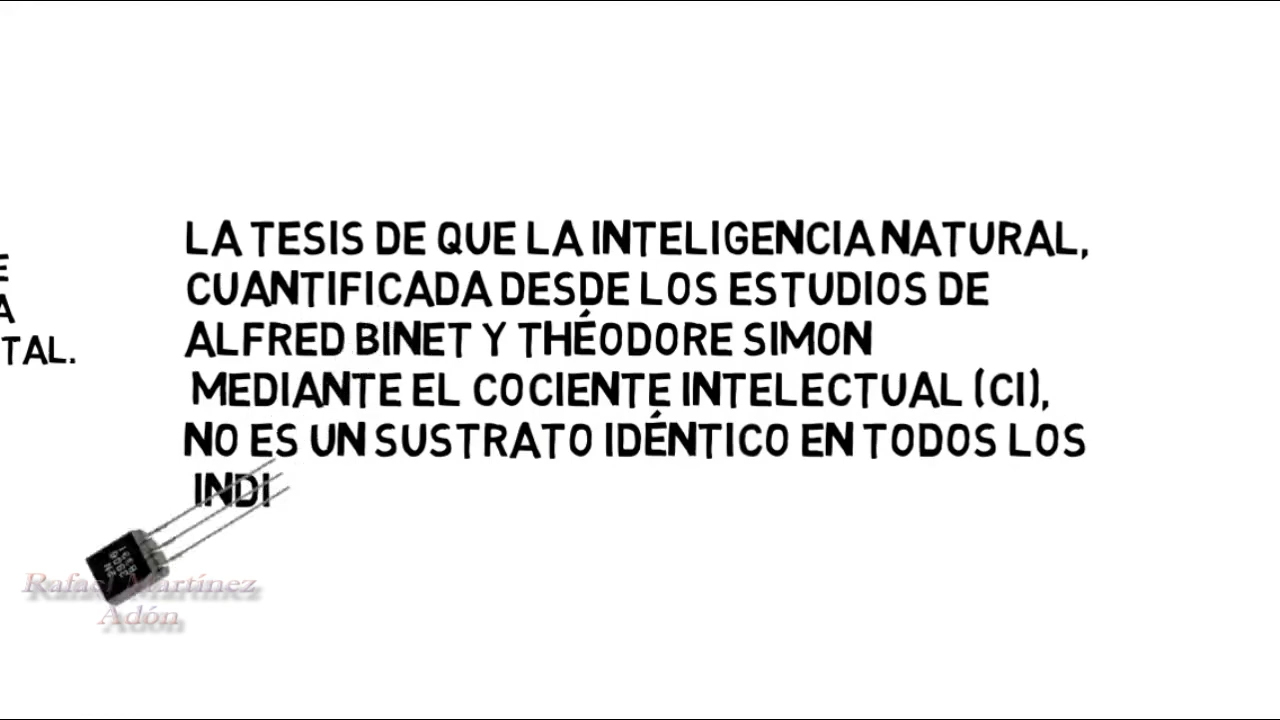 E
A
TAL.
LA TESIS DE QUE LA INTELIGENCIA NATURAL,
CUANTIFICADA DESDE LOS ESTUDIOS DE
ALFRED BINET Y THÉODORE SIMON
MEDIANTE EL COCIENTE INTELECTUAL (CI),
NO ES UN SUSTRATO IDÉNTICO EN TODOS LOS
INDI
Rafael Martínez
Adón